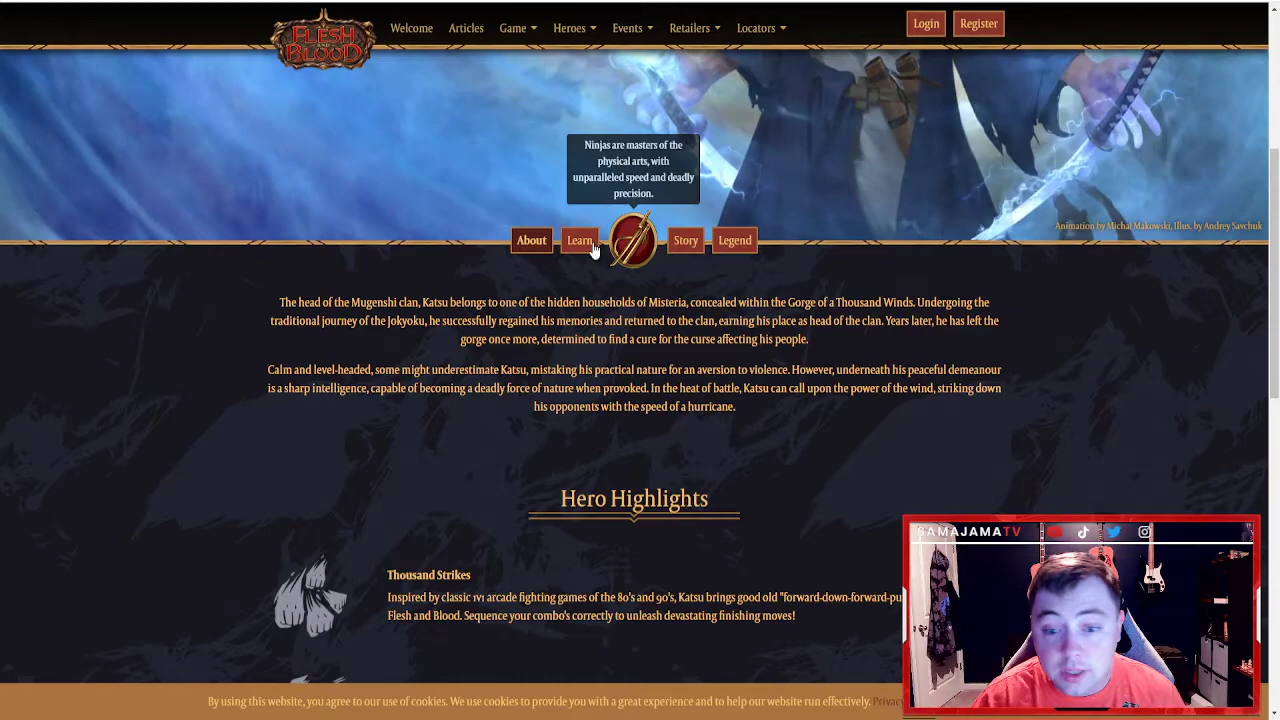 FLESH AND BLOOD
Welcome
Articles
Game
Heroes
Events
Retailers
Locators
Login
Register
Ninjas are masters of the
physical arts, with
unparalleled speed and deadly
precision.
Animation by Michal Makowski, Illus. by Andrey Savchuk
About
Learn
Story
Legend
The head of the Mugenshi clan, Katsu belongs to one of the hidden households of Misteria, concealed within the Gorge of a Thousand Winds. Undergoing the
traditional journey of the Jokyoku, he successfully regained his memories and returned to the clan, earning his place as head of the clan. Years later, he has left the
gorge once more, determined to find a cure for the curse affecting his people.
Calm and level-headed, some might underestimate Katsu, mistaking his practical nature for an aversion to violence. However, underneath his peaceful demeanour
is a sharp intelligence, capable of becoming a deadly force of nature when provoked. In the heat of battle, Katsu can call upon the power of the wind, striking down
his opponents with the speed of a hurricane.
Hero Highlights
Thousand Strikes
Inspired by classic 1v1 arcade fighting games of the 80's and 90's, Katsu brings good old "forward-down-forward-pu
Flesh and Blood. Sequence your combo's correctly to unleash devastating finishing moves!
SAMAJAMATV
By using this website, you agree to our use of cookies. We use cookies to provide you with a great experience and to help our website run effectively. Privacy